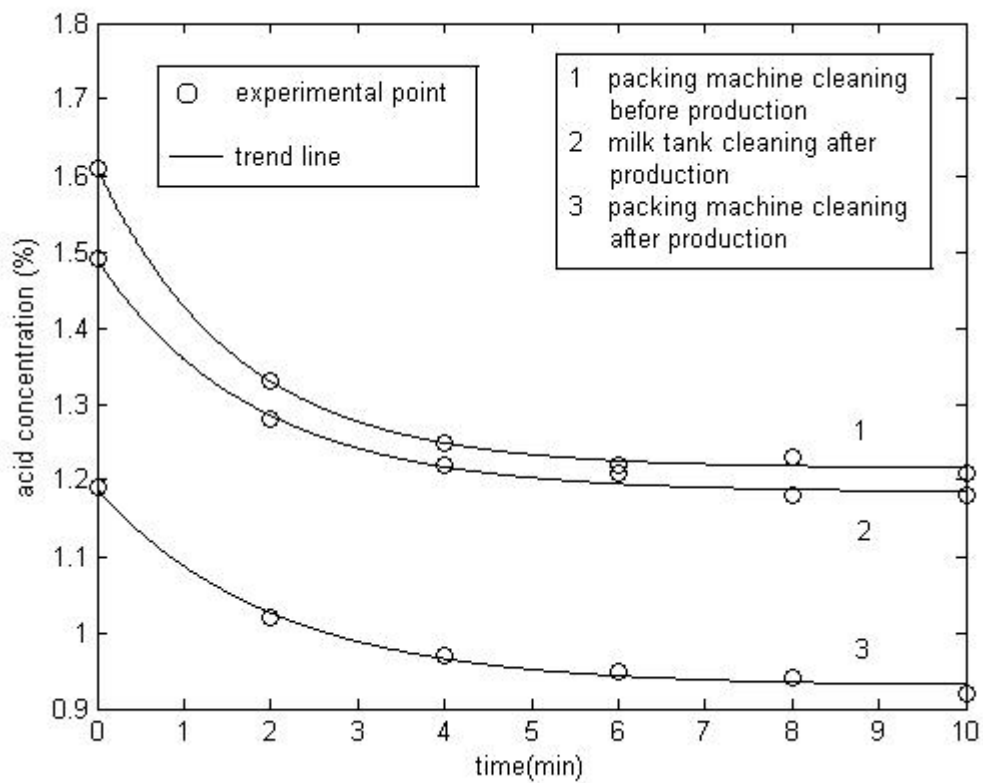 1.8
1.7
1.6
1.5
1.4
1.3
1.2
1.1
1
0.9
acid concentration (%)
experimental point
trend line
1 packing machine cleaning
before production
2 milk tank cleaning after
production
3 packing machine cleaning
after production
1
2
3
0 1 2 3 4 5 6 7 8 9 10
time(min)